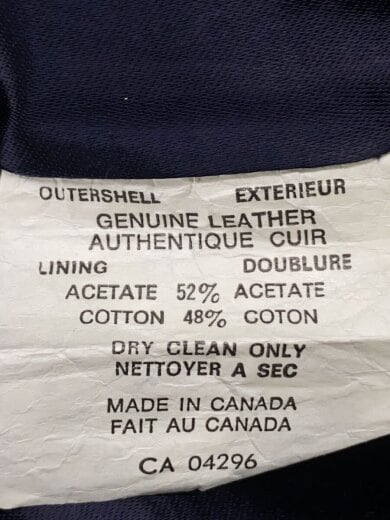 OUTERSHELL EXTERIEUR
GENUINE LEATHER
AUTHENTIQUE CUIR
LINING DOUBLURE
ACETATE 52% ACETATE
COTTON 48% COTON
DRY CLEAN ONLY
NETTOYER A SEC
MADE IN CANADA
FAIT AU CANADA
CA 04296